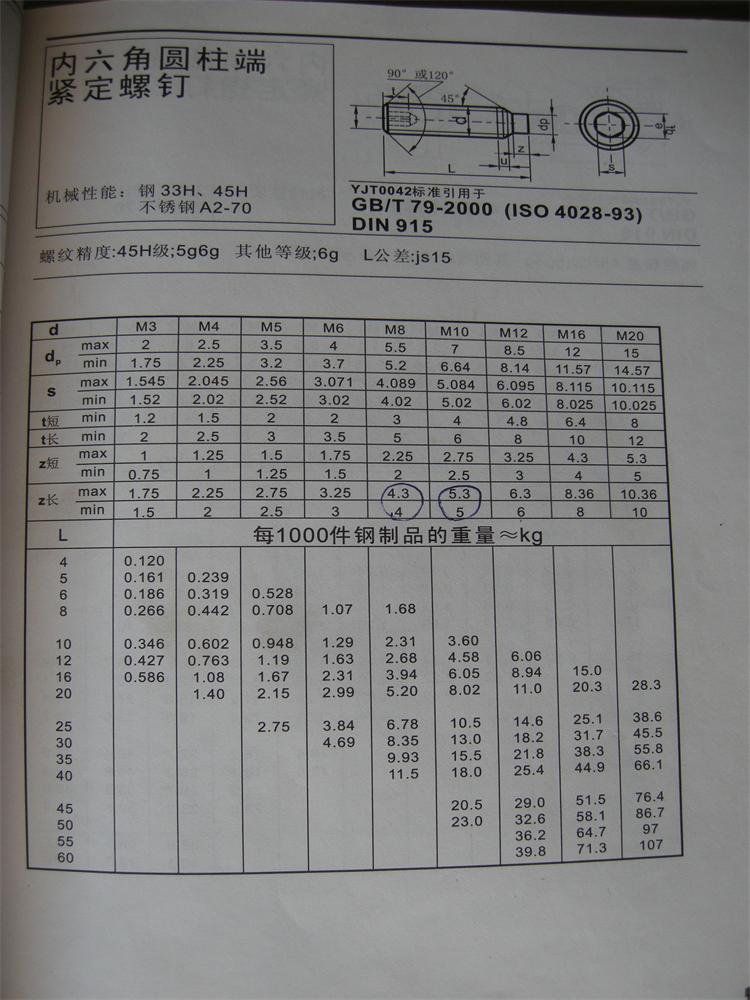 内六角圆柱端
紧定螺钉
机械性能：钢 33H、45H
不锈钢 A2-70
90° 或120°
45°
t
d
dp
z
u
L
e
dt
s
YJT0042标准引用于
GB/T 79-2000 (ISO 4028-93)
DIN 915
螺纹精度:45H级;5g6g 其他等级;6g L公差:js15
d M3 M4 M5 M6 M8 M10 M12 M16 M20
dp max 2 2.5 3.5 4 5.5 7 8.5 12 15
min 1.75 2.25 3.2 3.7 5.2 6.64 8.14 11.57 14.57
s max 1.545 2.045 2.56 3.071 4.089 5.084 6.095 8.115 10.115
min 1.52 2.02 2.52 3.02 4.02 5.02 6.02 8.025 10.025
t短 min 1.2 1.5 2 2 3 4 4.8 6.4 8
t长 min 2 2.5 3 3.5 5 6 8 10 12
z短 max 1 1.25 1.5 1.75 2.25 2.75 3.25 4.3 5.3
min 0.75 1 1.25 1.5 2 2.5 3 4 5
z长 max 1.75 2.25 2.75 3.25 4.3 5.3 6.3 8.36 10.36
min 1.5 2 2.5 3 4 5 6 8 10
L 每1000件钢制品的重量≈kg
4 0.120
5 0.161 0.239
6 0.186 0.319 0.528
8 0.266 0.442 0.708 1.07 1.68
10 0.346 0.602 0.948 1.29 2.31 3.60
12 0.427 0.763 1.19 1.63 2.68 4.58 6.06
16 0.586 1.08 1.67 2.31 3.94 6.05 8.94 15.0
20 1.40 2.15 2.99 5.20 8.02 11.0 20.3 28.3
25 2.75 3.84 6.78 10.5 14.6 25.1 38.6
30 4.69 8.35 13.0 18.2 31.7 45.5
35 9.93 15.5 21.8 38.3 55.8
40 11.5 18.0 25.4 44.9 66.1
45 20.5 29.0 51.5 76.4
50 23.0 32.6 58.1 86.7
55 36.2 64.7 97
60 39.8 71.3 107